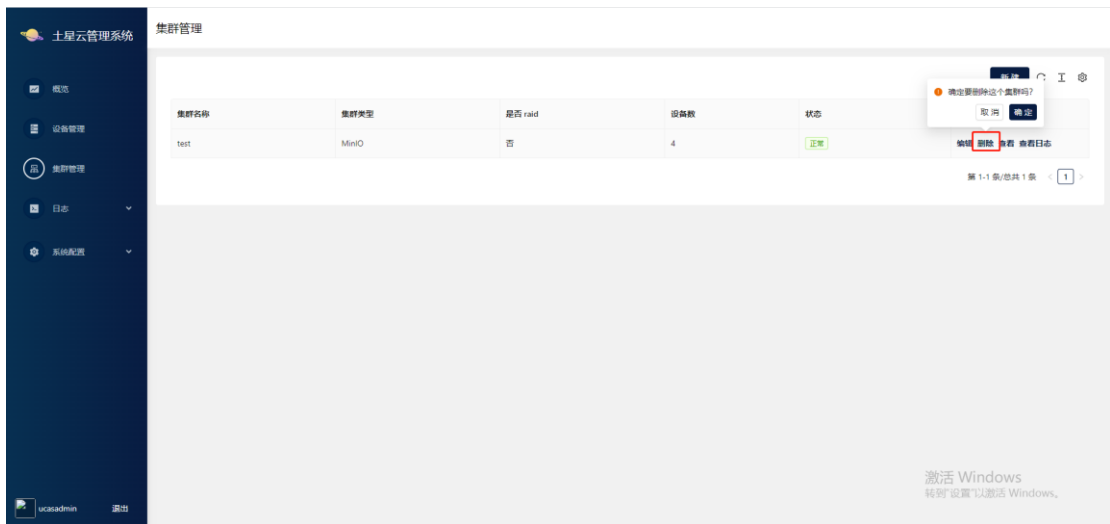 土星云管理系统
集群管理
概览
设备管理
集群管理
日志
系统配置
ucasadmin 退出
新建
确定要删除这个集群吗?
取消 确定
集群名称 集群类型 是否 raid 设备数 状态
test MinIO 否 4 正常 编辑 删除 查看 查看日志
第 1-1 条/总共 1 条 < 1 >
激活 Windows
转到“设置”以激活 Windows。